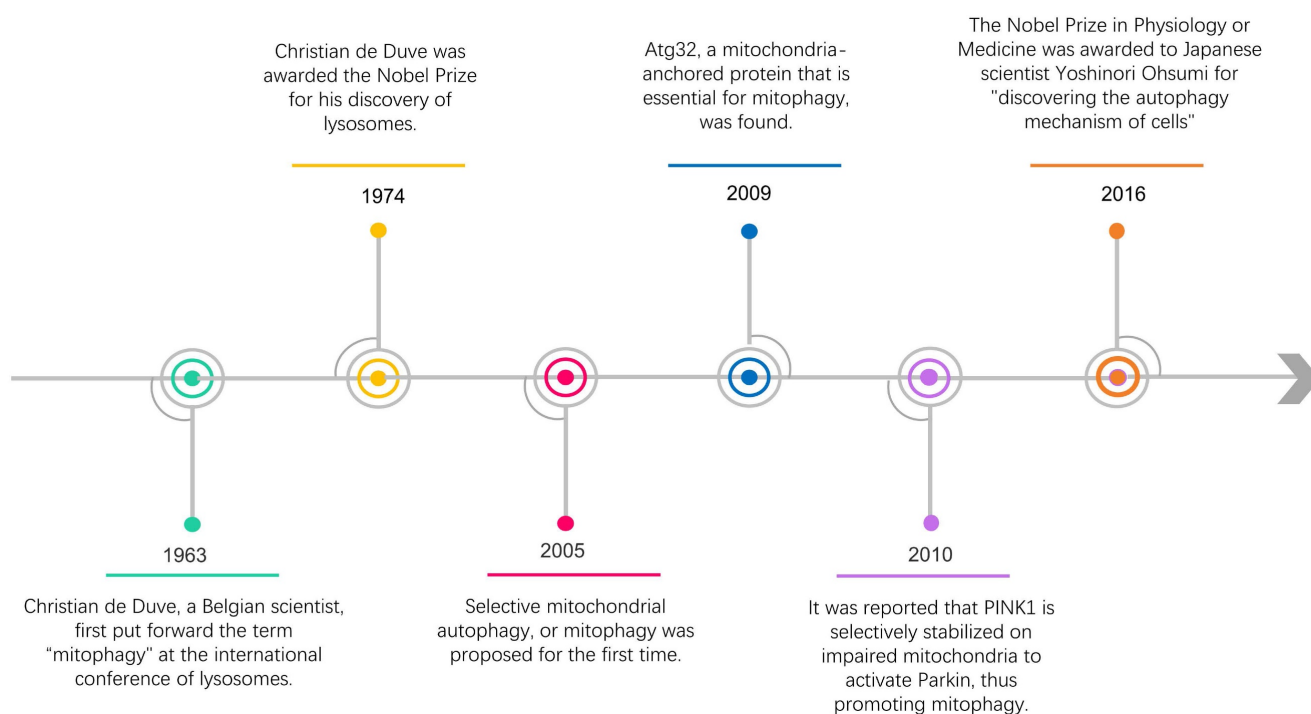 Christian de Duve was
awarded the Nobel Prize
for his discovery of
lysosomes.
1974
Atg32, a mitochondria-
anchored protein that is
essential for mitophagy,
was found.
2009
The Nobel Prize in Physiology or
Medicine was awarded to Japanese
scientist Yoshinori Ohsumi for
"discovering the autophagy
mechanism of cells"
2016
1963
Christian de Duve, a Belgian scientist,
first put forward the term
“mitophagy" at the international
conference of lysosomes.
2005
Selective mitochondrial
autophagy, or mitophagy was
proposed for the first time.
2010
It was reported that PINK1 is
selectively stabilized on
impaired mitochondria to
activate Parkin, thus
promoting mitophagy.